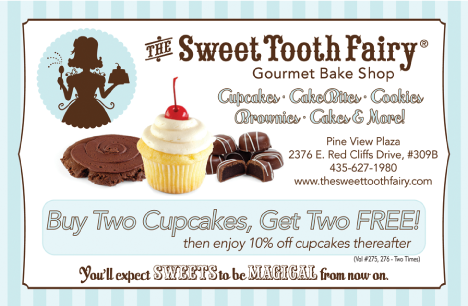 THE Sweet Tooth Fairy®
Gourmet Bake Shop
Cupcakes · CakeBites · Cookies
Brownies · Cakes & More!
Pine View Plaza
2376 E. Red Cliffs Drive, #309B
435-627-1980
www.thesweettoothfairy.com
Buy Two Cupcakes, Get Two FREE!
then enjoy 10% off cupcakes thereafter
(Vol #275, 276 - Two Times)
You'll expect SWEETS to be MAGICAL from now on.